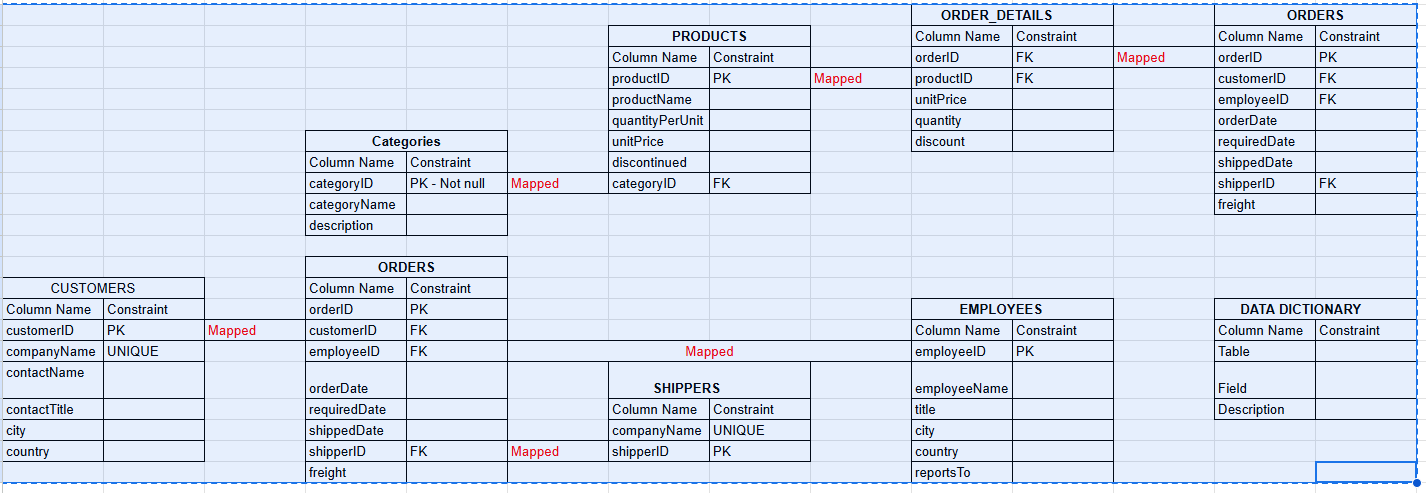 ORDER_DETAILS ORDERS
PRODUCTS Column Name Constraint Column Name Constraint
Column Name Constraint orderID FK Mapped orderID PK
productID PK Mapped productID FK customerID FK
productName unitPrice employeeID FK
quantityPerUnit quantity orderDate
Categories unitPrice discount requiredDate
Column Name Constraint discontinued shippedDate
categoryID PK - Not null Mapped categoryID FK shipperID FK
categoryName freight
description
ORDERS
CUSTOMERS Column Name Constraint
Column Name Constraint orderID PK EMPLOYEES DATA DICTIONARY
customerID PK Mapped customerID FK Column Name Constraint Column Name Constraint
companyName UNIQUE employeeID FK Mapped employeeID PK Table
contactName orderDate SHIPPERS employeeName Field
contactTitle requiredDate Column Name Constraint title Description
city shippedDate companyName UNIQUE city
country shipperID FK Mapped shipperID PK country
freight reportsTo